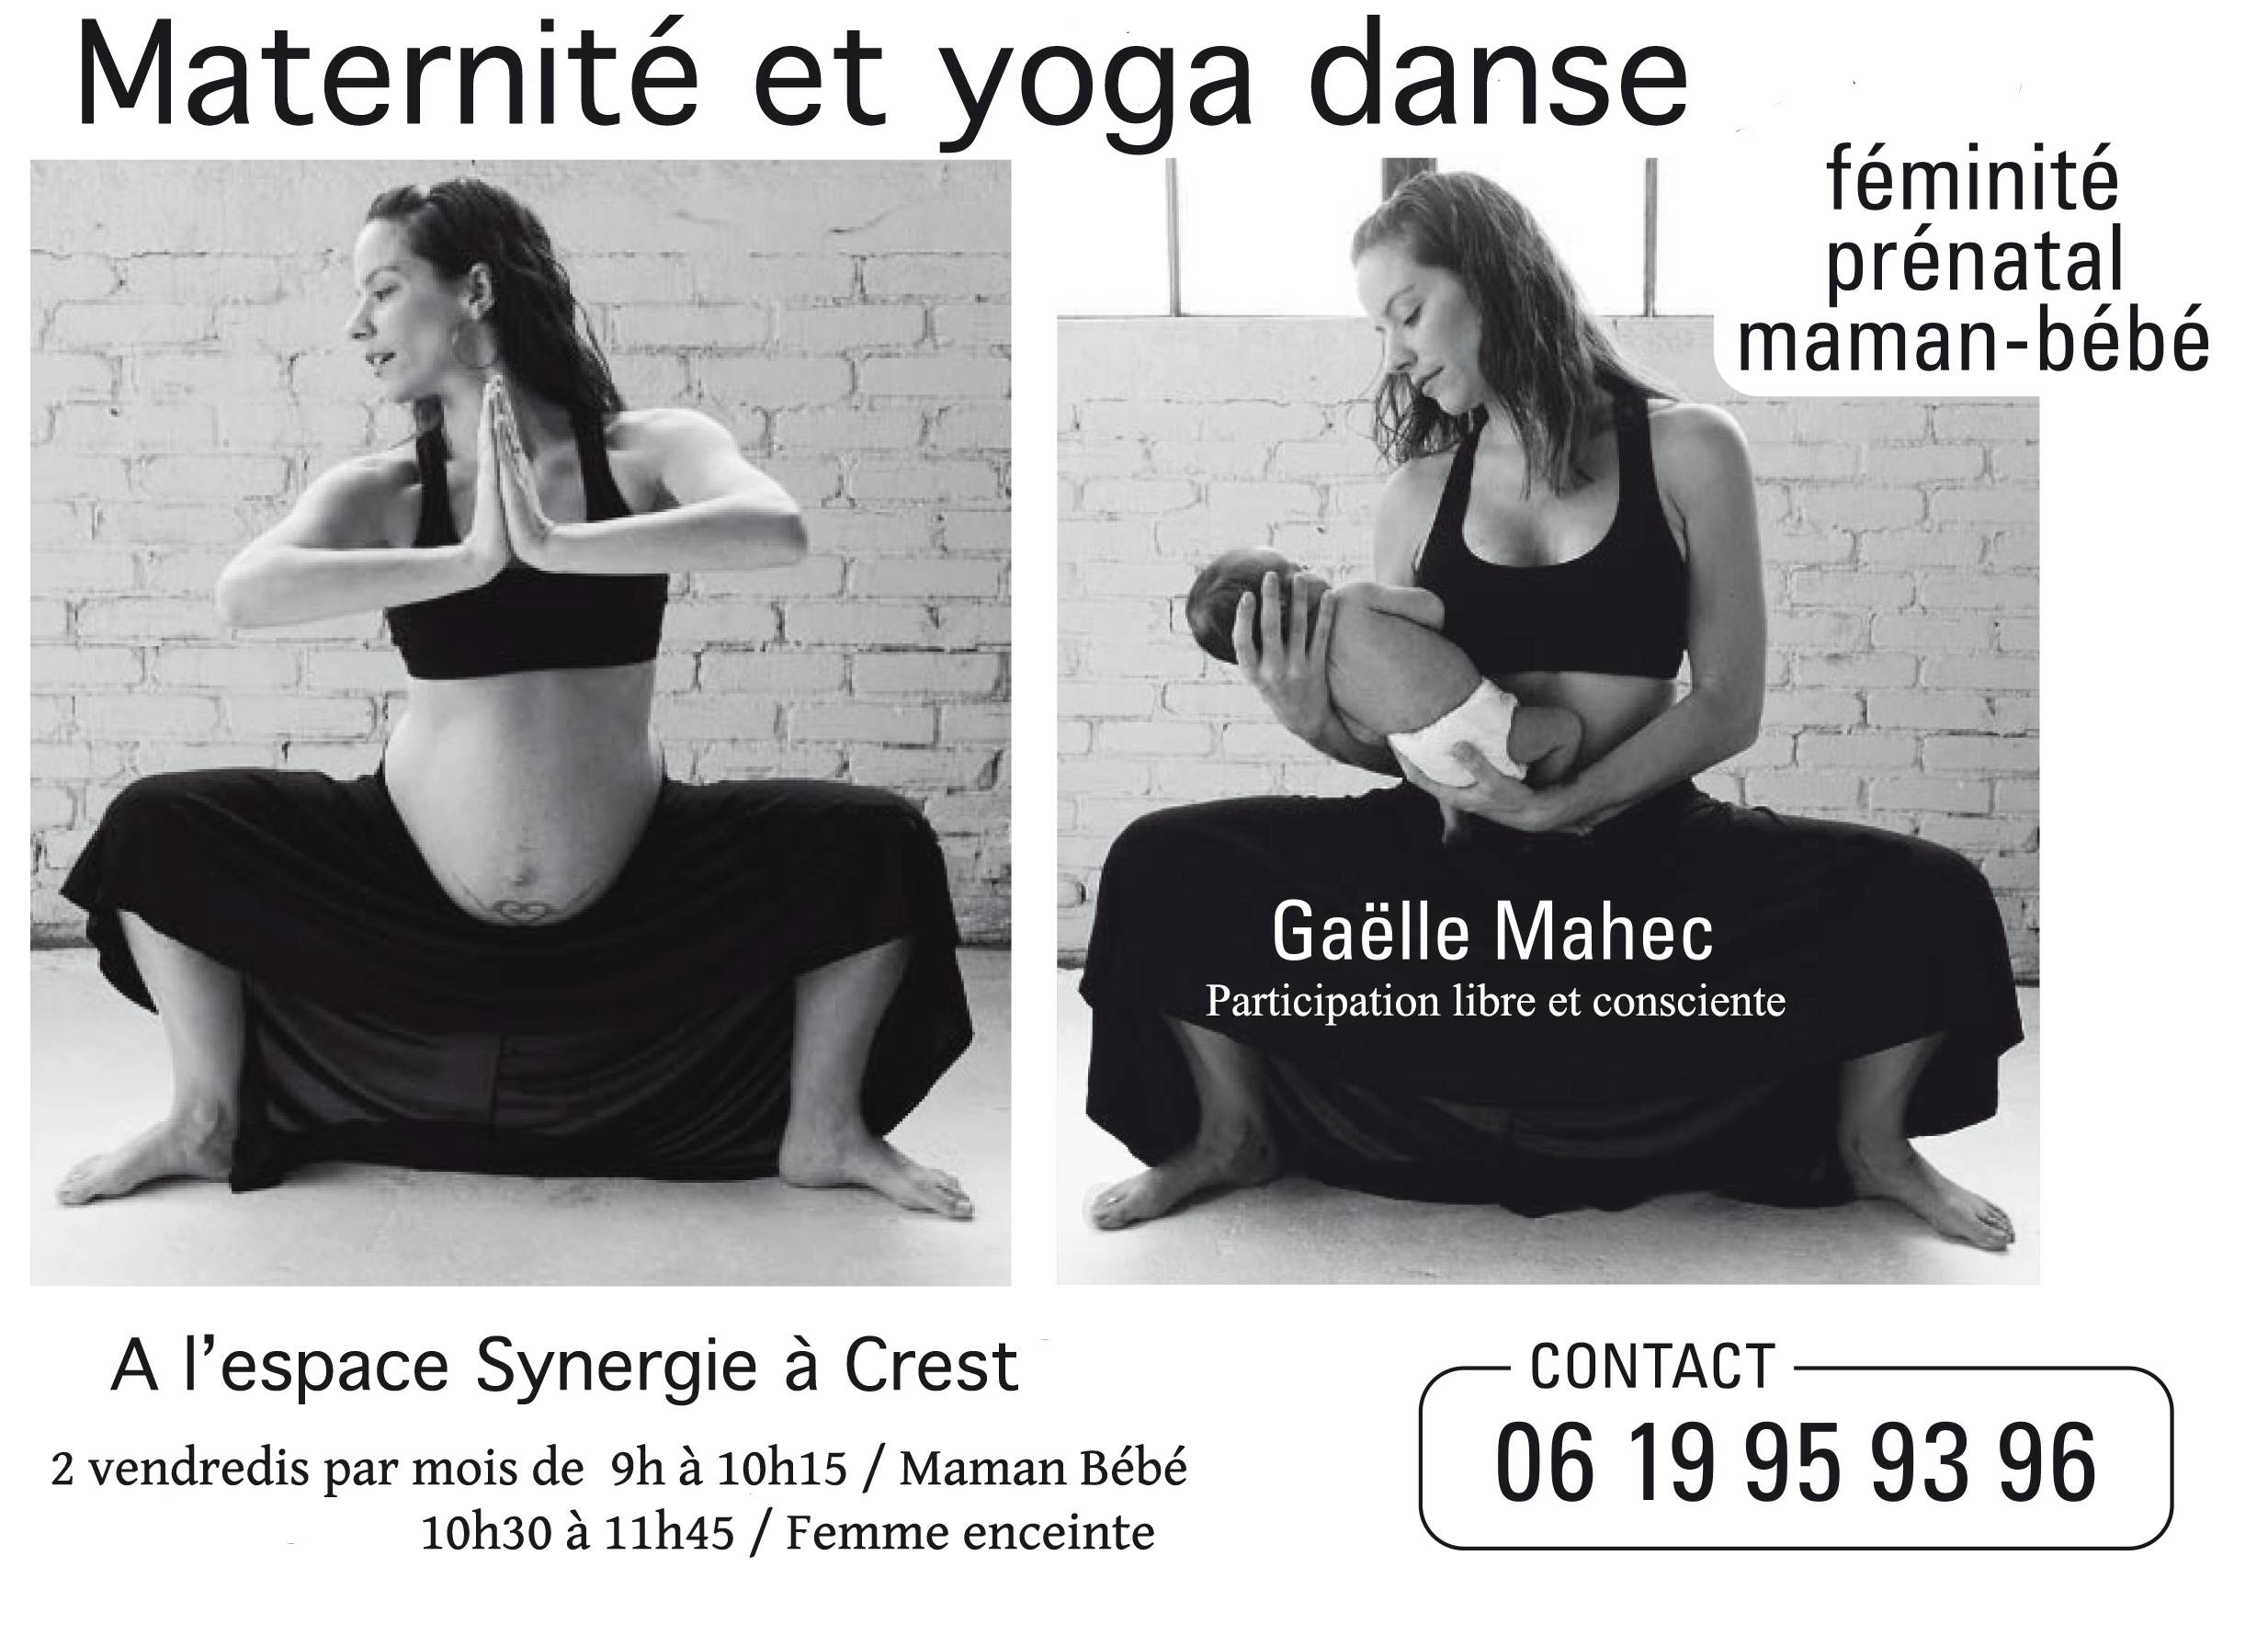 Maternité et yoga danse
féminité
prénatal
maman-bébé
Gaëlle Mahec
Participation libre et consciente
A l’espace Synergie à Crest
2 vendredis par mois de 9h à 10h15 / Maman Bébé
10h30 à 11h45 / Femme enceinte
CONTACT
06 19 95 93 96